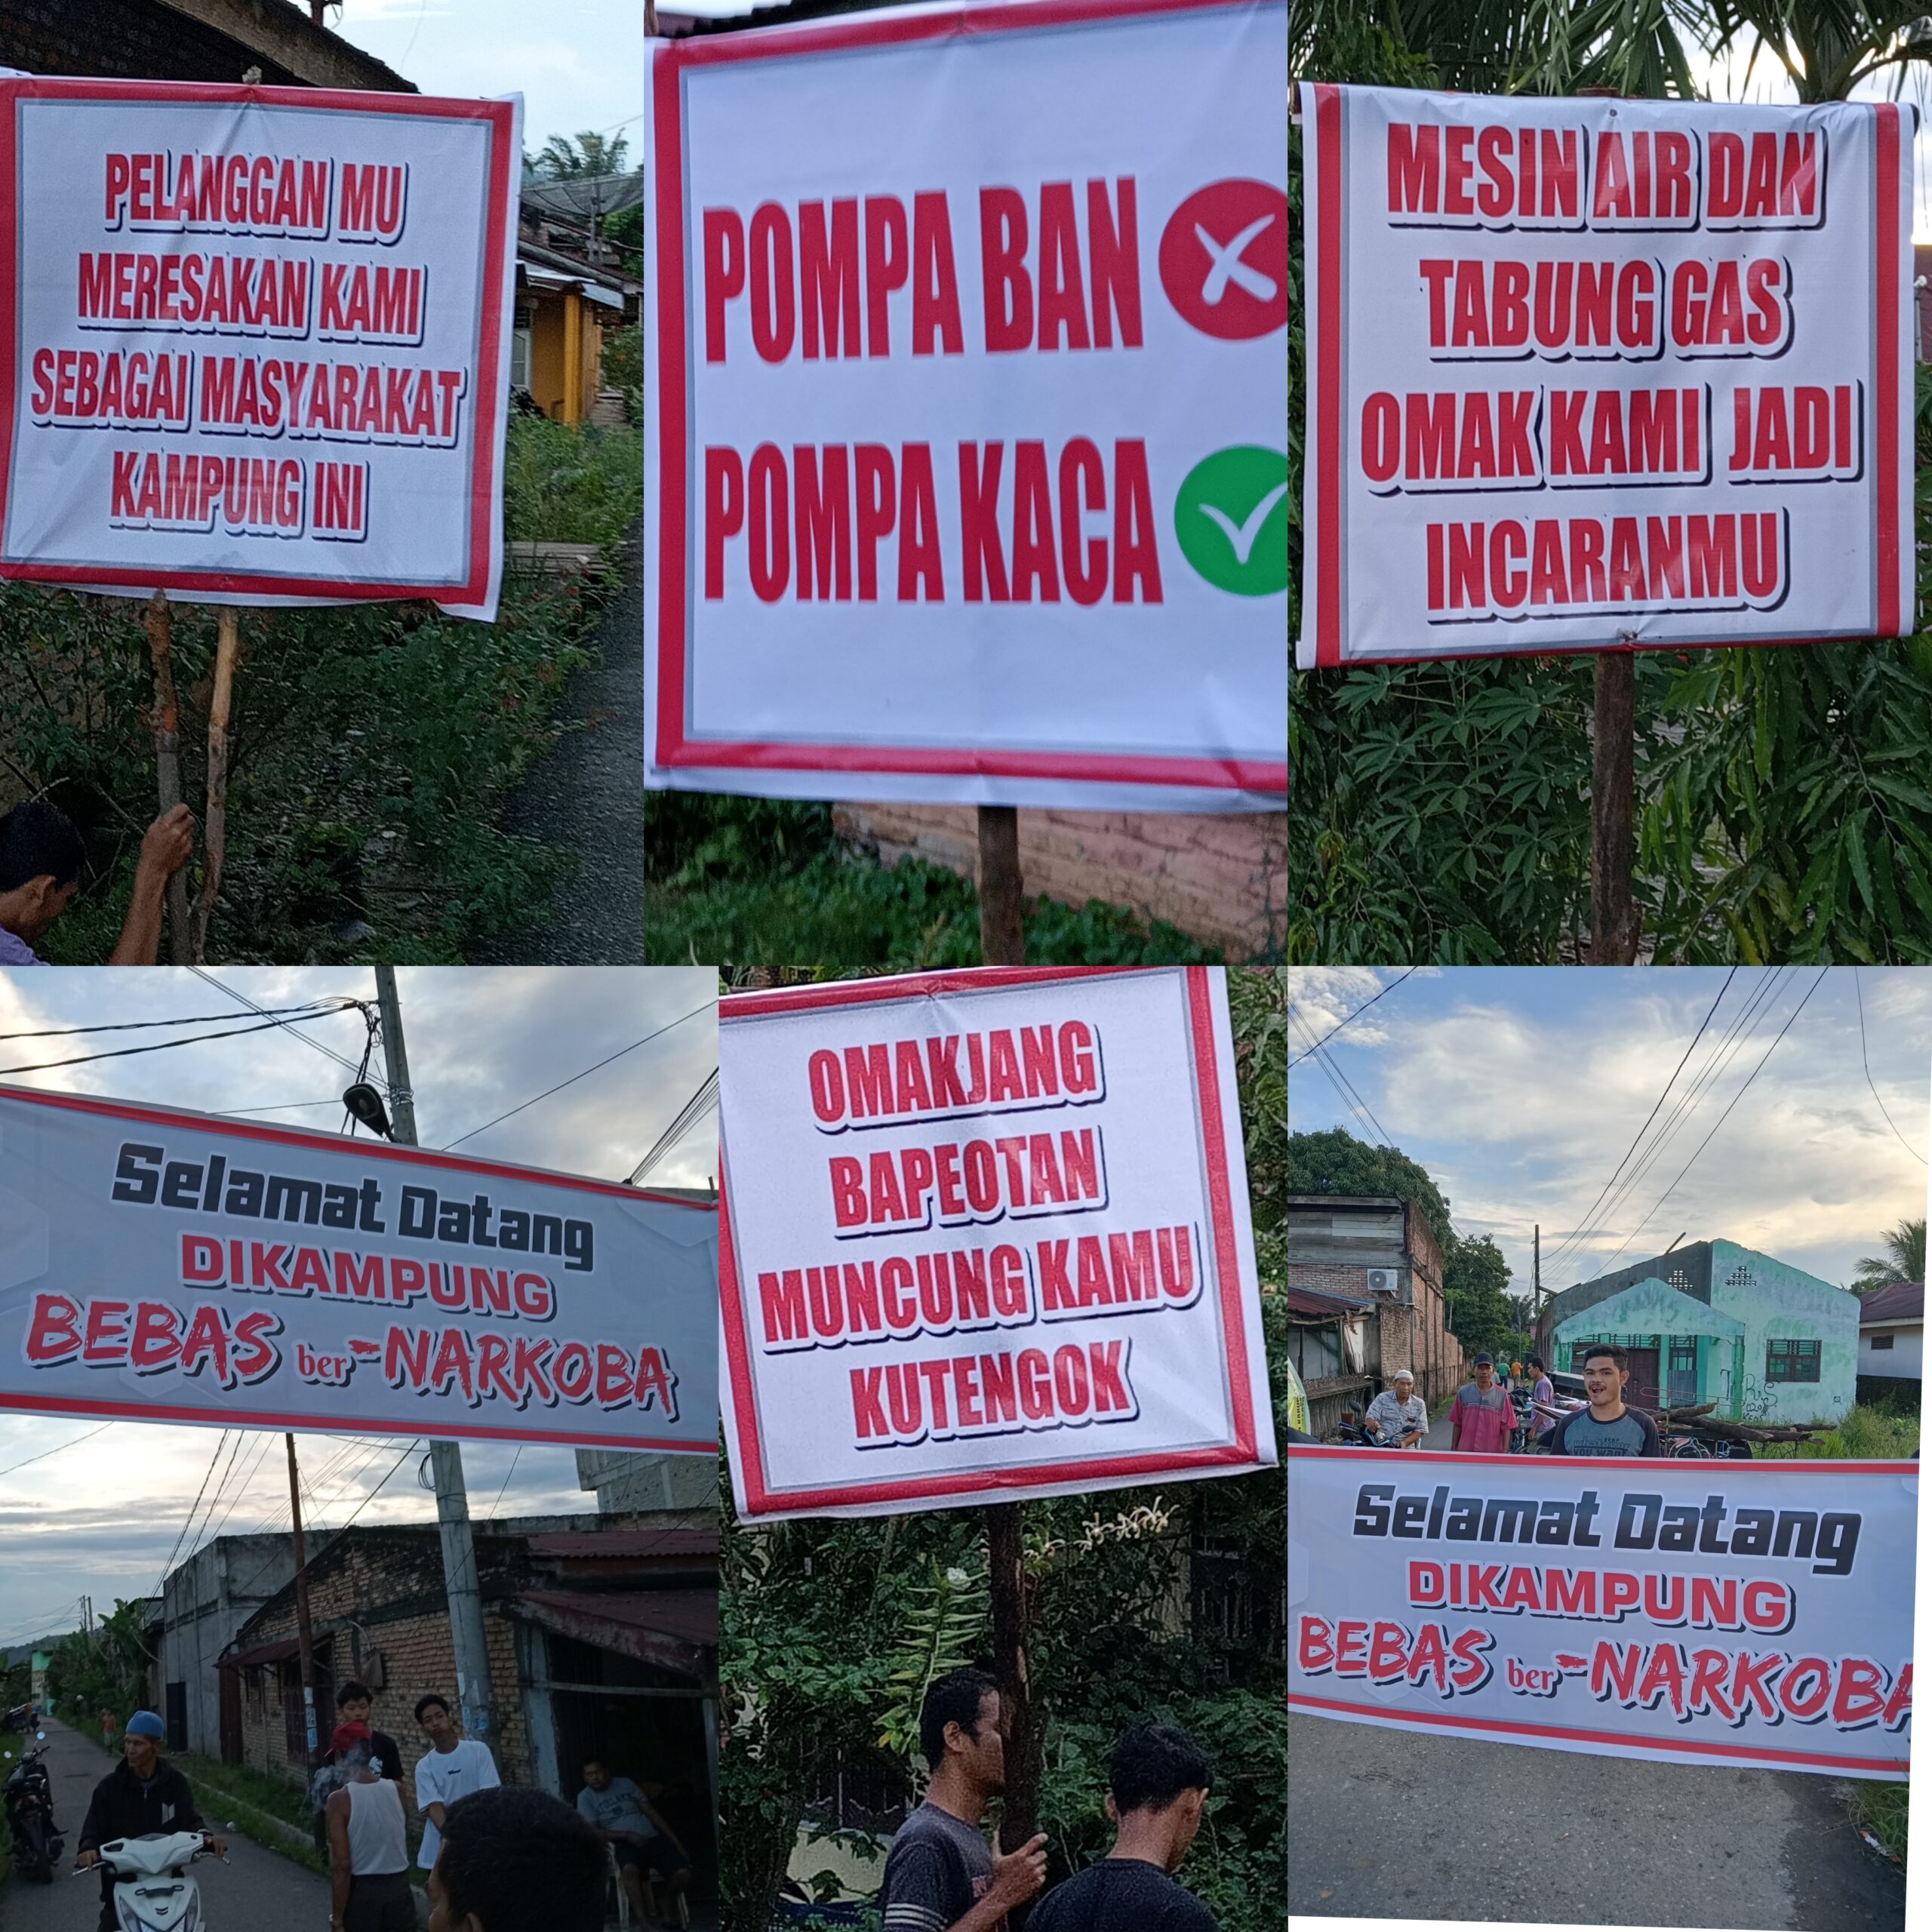 PELANGGAN MU
MERESAKAN KAMI
SEBAGAI MASYARAKAT
KAMPUNG INI
POMPA BAN
POMPA KACA
MESIN AIR DAN
TABUNG GAS
OMAK KAMI JADI
INCARANMU
Selamat Datang
DIKAMPUNG
BEBAS ber-NARKOBA
OMAKJANG
BAPEOTAN
MUNCUNG KAMU
KUTENGOK
Selamat Datang
DIKAMPUNG
BEBAS ber-NARKOBA